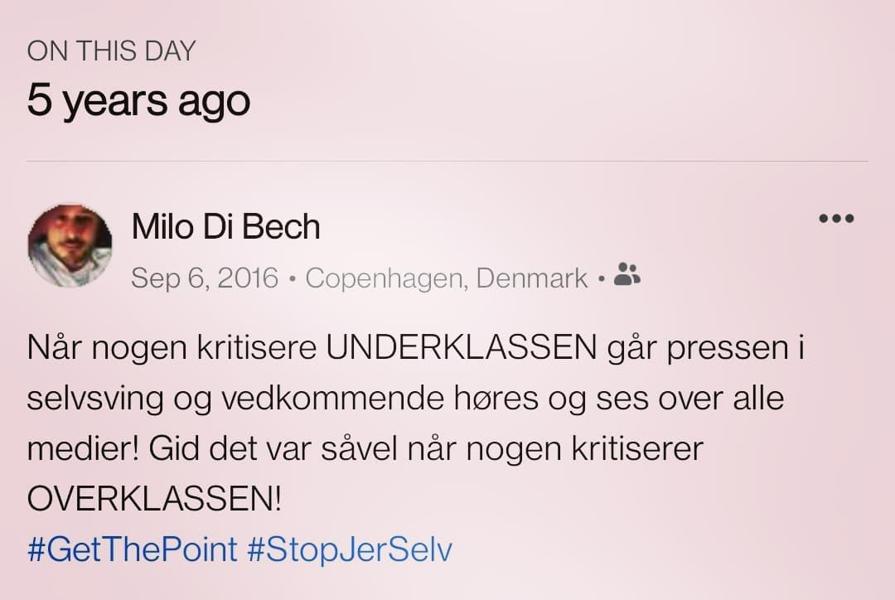 ON THIS DAY
5 years ago
Milo Di Bech
Sep 6, 2016 • Copenhagen, Denmark •
Når nogen kritisere UNDERKLASSEN går pressen i
selvsving og vedkommende høres og ses over alle
medier! Gid det var såvel når nogen kritiserer
OVERKLASSEN!
#GetThePoint #StopJerSelv